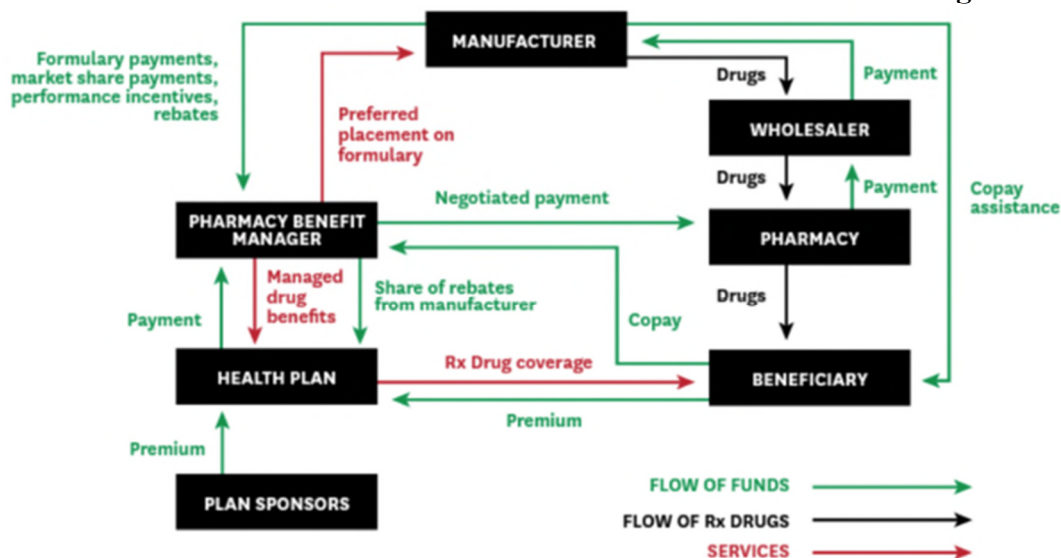 MANUFACTURER
Formulary payments,
market share payments,
performance incentives,
rebates
Preferred
placement on
formulary
Drugs
Payment
WHOLESALER
Drugs
Payment
Copay
assistance
Negotiated payment
PHARMACY BENEFIT
MANAGER
PHARMACY
Managed
drug
benefits
Share of rebates
from manufacturer
Drugs
Payment
Copay
HEALTH PLAN
Rx Drug coverage
BENEFICIARY
Premium
Premium
PLAN SPONSORS
FLOW OF FUNDS
FLOW OF Rx DRUGS
SERVICES